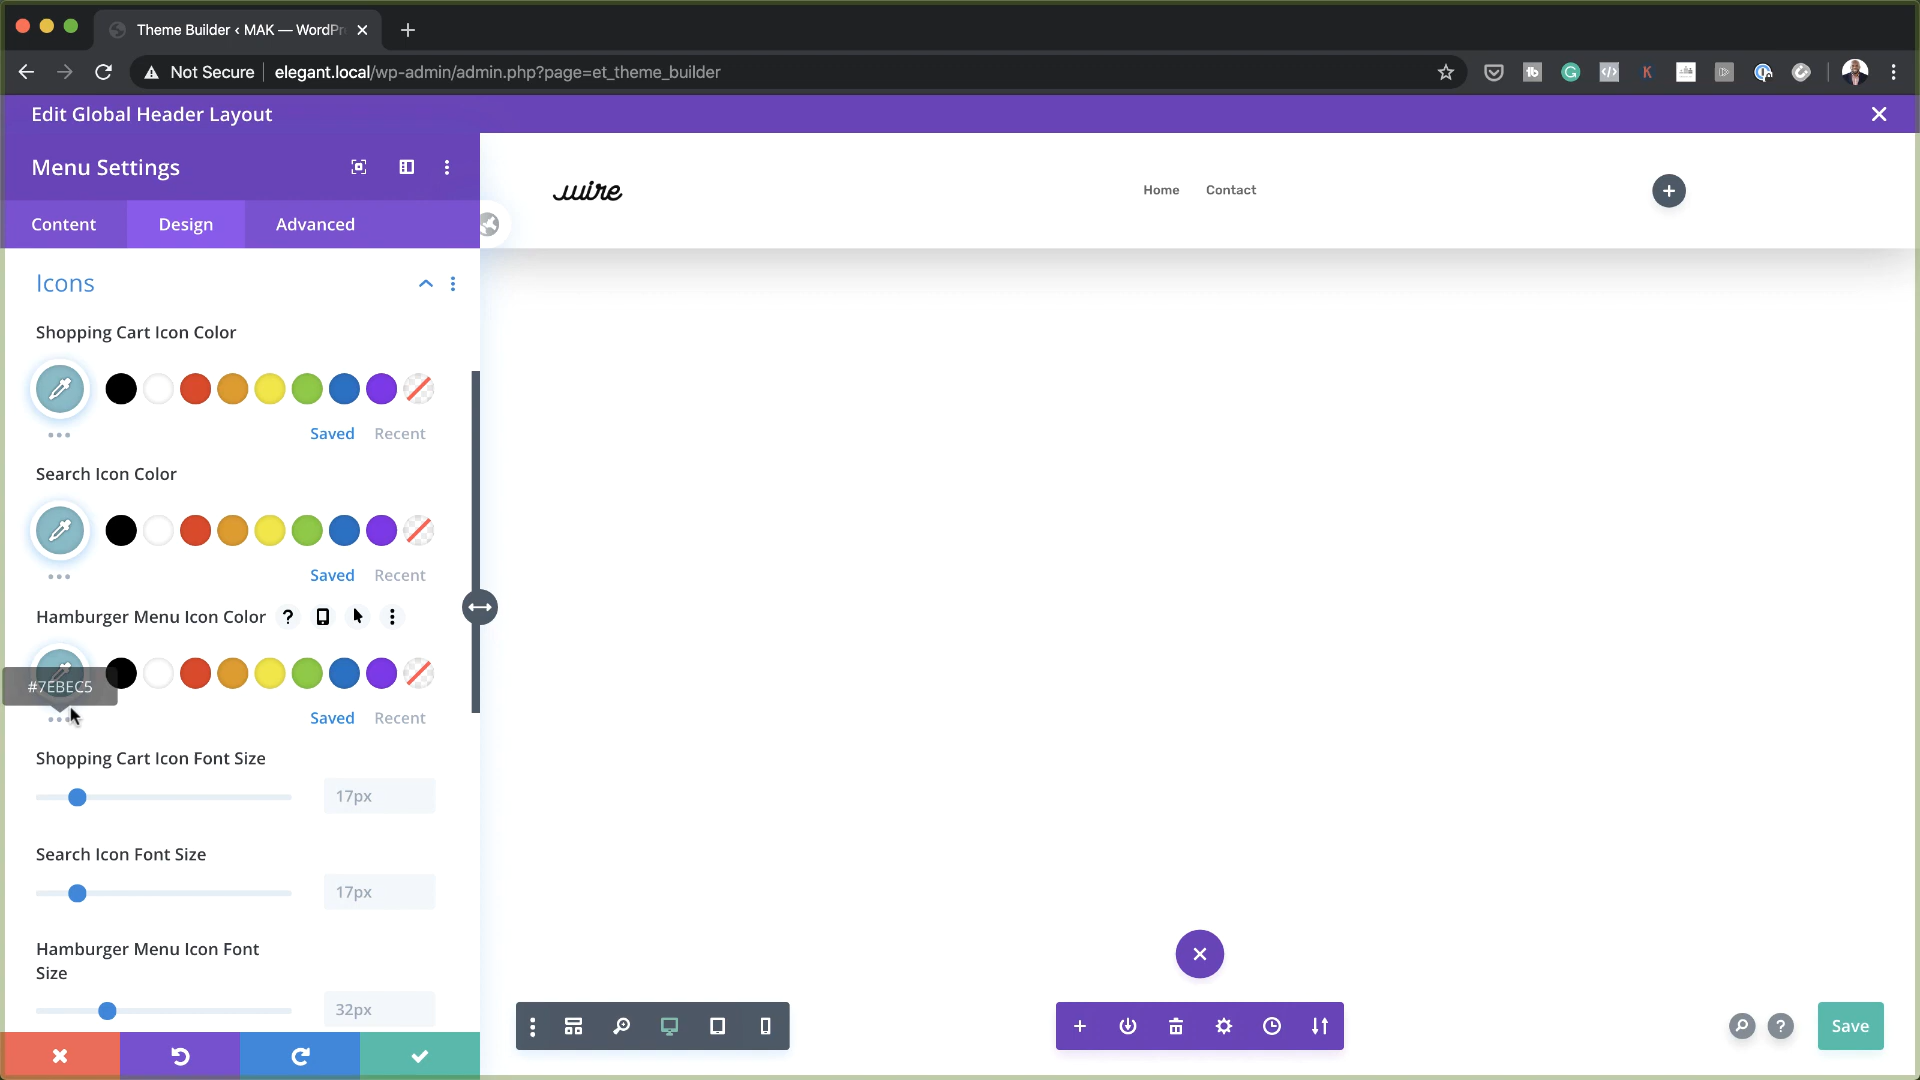 Theme Builder ‹ MAK — WordPr
Not Secure
elegant.local/wp-admin/admin.php?page=et_theme_builder
Edit Global Header Layout
Menu Settings
Content
Design
Advanced
wire
Home
Contact
Icons
Shopping Cart Icon Color
Saved
Recent
Search Icon Color
Saved
Recent
Hamburger Menu Icon Color
#7EBEC5
Saved
Recent
Shopping Cart Icon Font Size
17px
Search Icon Font Size
17px
Hamburger Menu Icon Font
Size
32px
Save